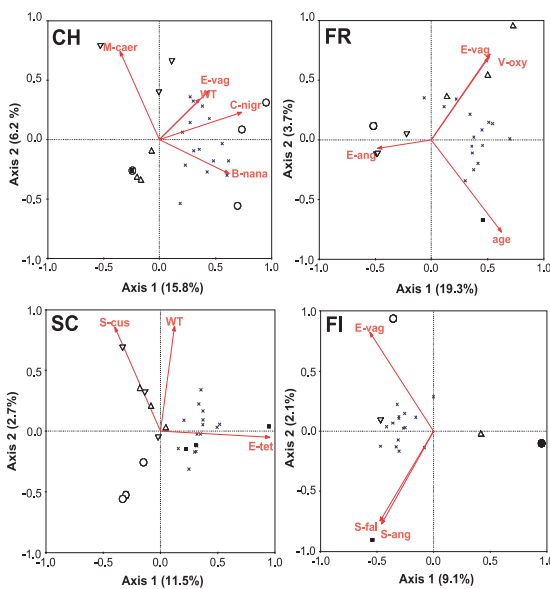 CH
M-caer
E-vag
WT
C-nigr
B-nana
1.0
0.5
0.0
-0.5
-1.0
-1.0
-0.5
0.0
0.5
1.0
Axis 2 (6.2 %)
Axis 1 (15.8%)
FR
E-vag
V-oxy
E-ang
age
1.0
0.5
0.0
-0.5
-1.0
-1.0
-0.5
0.0
0.5
1.0
Axis 2 (3.7%)
Axis 1 (19.3%)
SC
S-cus
WT
E-tet
1.0
0.5
0.0
-0.5
-1.0
-1.0
-0.5
0.0
0.5
1.0
Axis 2 (2.7%)
Axis 1 (11.5%)
FI
E-vag
S-fal
S-ang
1.0
0.5
0.0
-0.5
-1.0
-1.0
-0.5
0.0
0.5
1.0
Axis 2 (2.1%)
Axis 1 (9.1%)